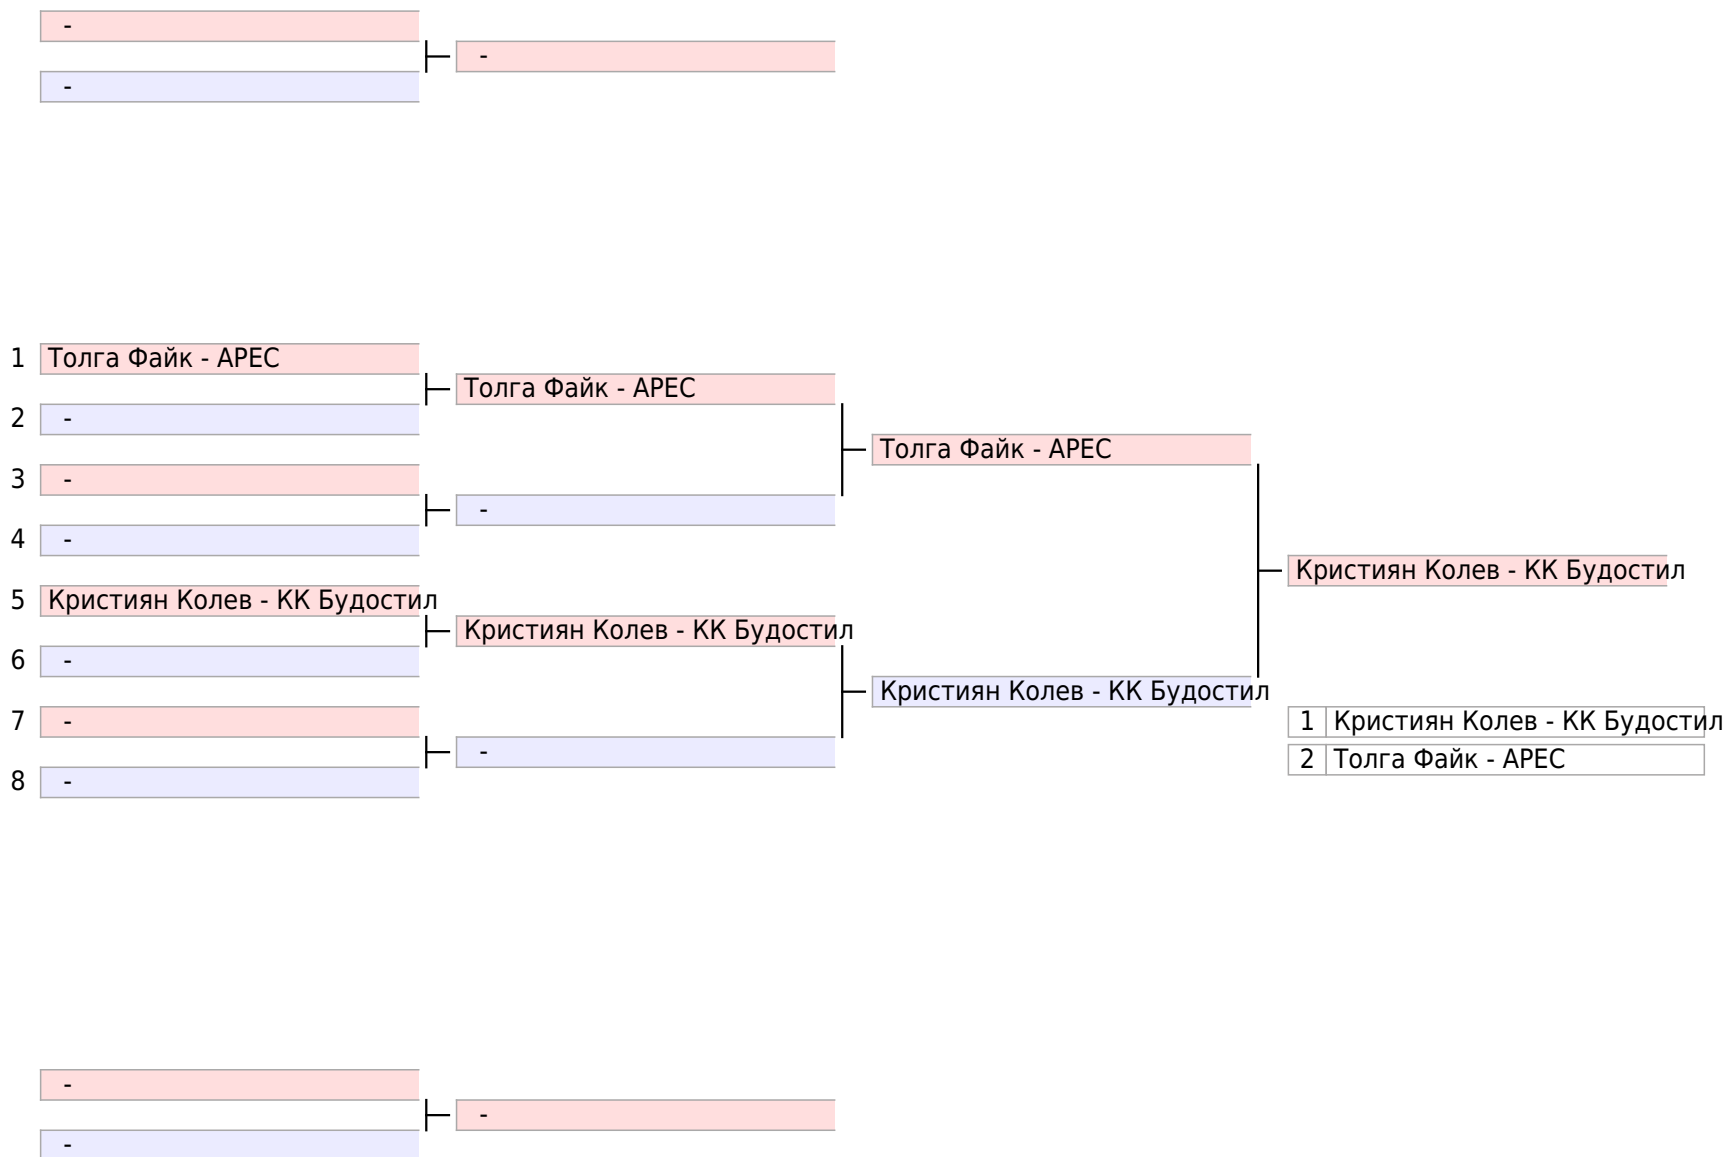 -
-
-
1 Толга Файк - АРЕС
Толга Файк - АРЕС
2 -
Толга Файк - АРЕС
3 -
-
4 -
Кристиян Колев - КК Будостил
5 Кристиян Колев - КК Будостил
Кристиян Колев - КК Будостил
6 -
Кристиян Колев - КК Будостил
7 -
1 Кристиян Колев - КК Будостил
-
2 Толга Файк - АРЕС
8 -
-
-
-